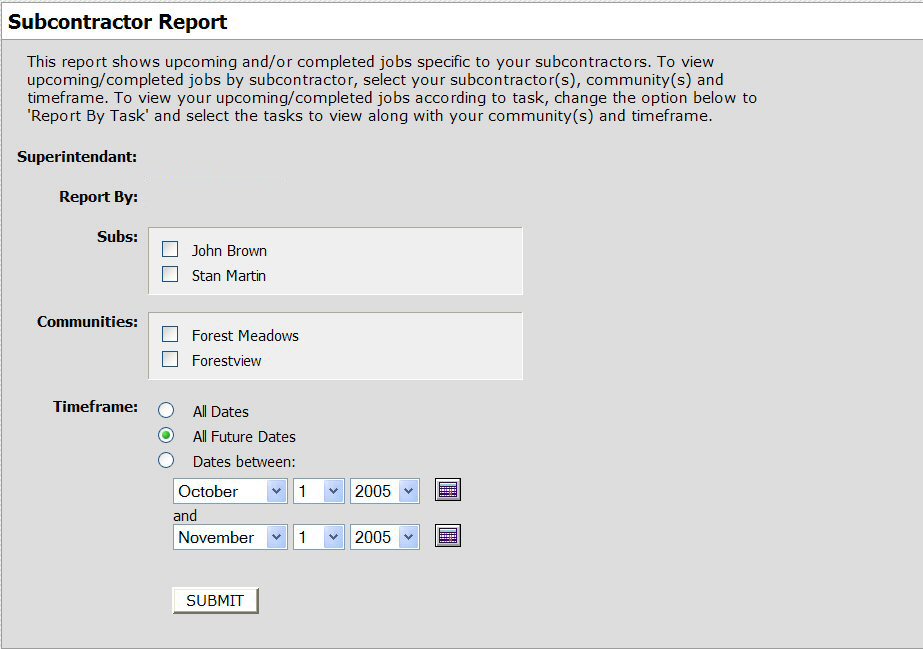 Subcontractor Report
This report shows upcoming and/or completed jobs specific to your subcontractors. To view
upcoming/completed jobs by subcontractor, select your subcontractor(s), community(s) and
timeframe. To view your upcoming/completed jobs according to task, change the option below to
'Report By Task' and select the tasks to view along with your community(s) and timeframe.
Superintendant:
Report By:
Subs:
John Brown
Stan Martin
Communities:
Forest Meadows
Forestview
Timeframe:
All Dates
All Future Dates
Dates between:
October 1 2005
and
November 1 2005
SUBMIT